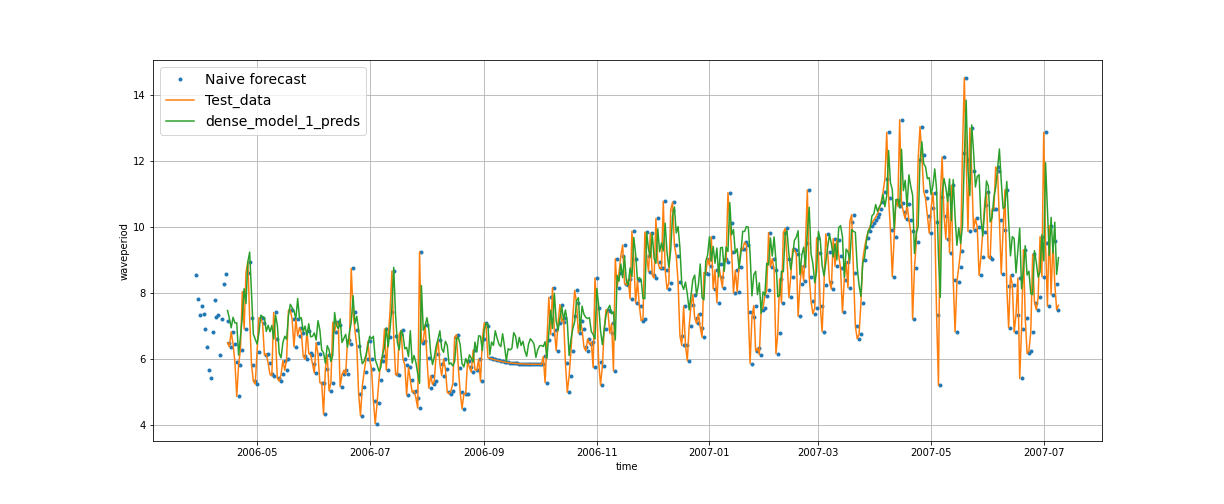 Naive forecast
Test_data
dense_model_1_preds
waveperiod
14
12
10
8
6
4
2006-05
2006-07
2006-09
2006-11
2007-01
2007-03
2007-05
2007-07
time